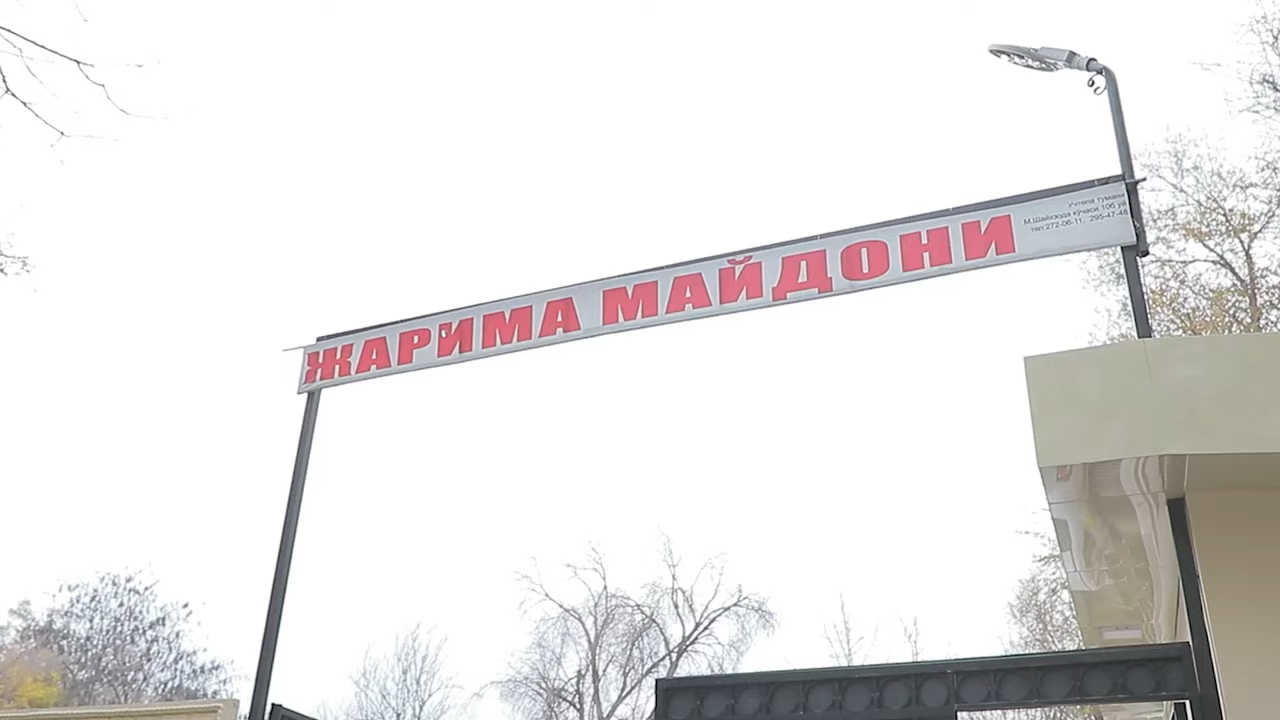 ЖАРИМА МАЙДОНИ
Учтепа тумани
М.Шайхзода кўчаси 106 уй
тел:272-06-11, 295-47-48